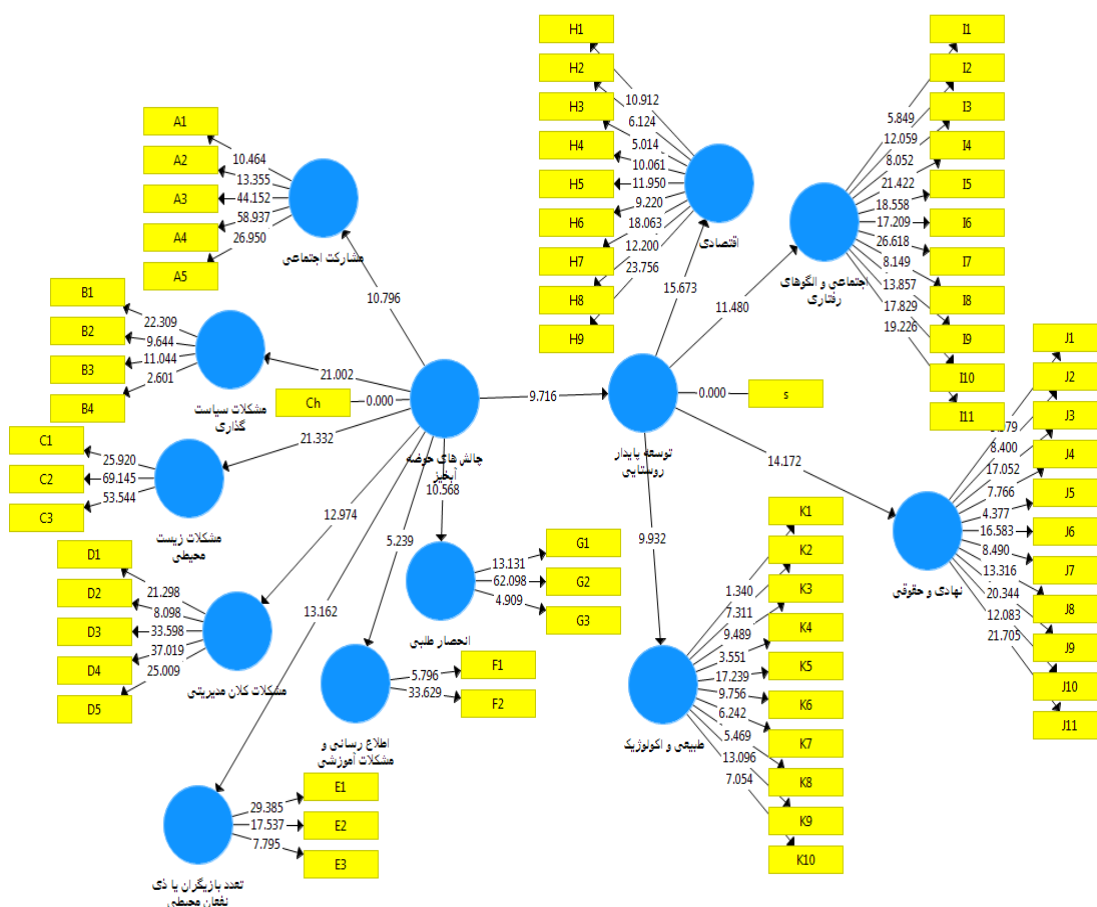 A1
A2
A3
A4
A5
10.464
13.355
44.152
58.937
26.950
مشارکت اجتماعی
10.796
B1
B2
B3
B4
22.309
9.644
11.044
2.601
مشکلات سیاست
گذاری
21.002
Ch
0.000
C1
C2
C3
25.920
69.145
53.544
مشکلات زیست
محیطی
21.332
چالش های حوضه
آبخیز
9.716
D1
D2
D3
D4
D5
21.298
8.098
33.598
37.019
25.009
مشکلات کلان مدیریتی
12.974
E1
E2
E3
29.385
17.537
7.795
تعدد بازیگران یا ذی
نفعان محیطی
13.162
F1
F2
5.796
33.629
اطلاع رسانی و
مشکلات آموزشی
5.239
G1
G2
G3
13.131
62.098
4.909
انحصار طلبی
10.568
H1
H2
H3
H4
H5
H6
H7
H8
H9
10.912
6.124
5.014
10.061
11.950
9.220
18.063
12.200
23.756
اقتصادی
15.673
I1
I2
I3
I4
I5
I6
I7
I8
I9
I10
I11
5.849
12.059
8.052
21.422
18.558
17.209
26.618
8.149
13.857
17.829
19.226
اجتماعی و الگوهای
رفتاری
11.480
s
0.000
توسعه پایدار
روستایی
J1
J2
J3
J4
J5
J6
J7
J8
J9
J10
J11
8.400
17.052
7.766
4.377
16.583
8.490
13.316
20.344
12.083
21.705
نهادی و حقوقی
14.172
K1
K2
K3
K4
K5
K6
K7
K8
K9
K10
1.340
7.311
9.489
3.551
17.239
9.756
6.242
5.469
13.096
7.054
طبیعی و اکولوژیک
9.932